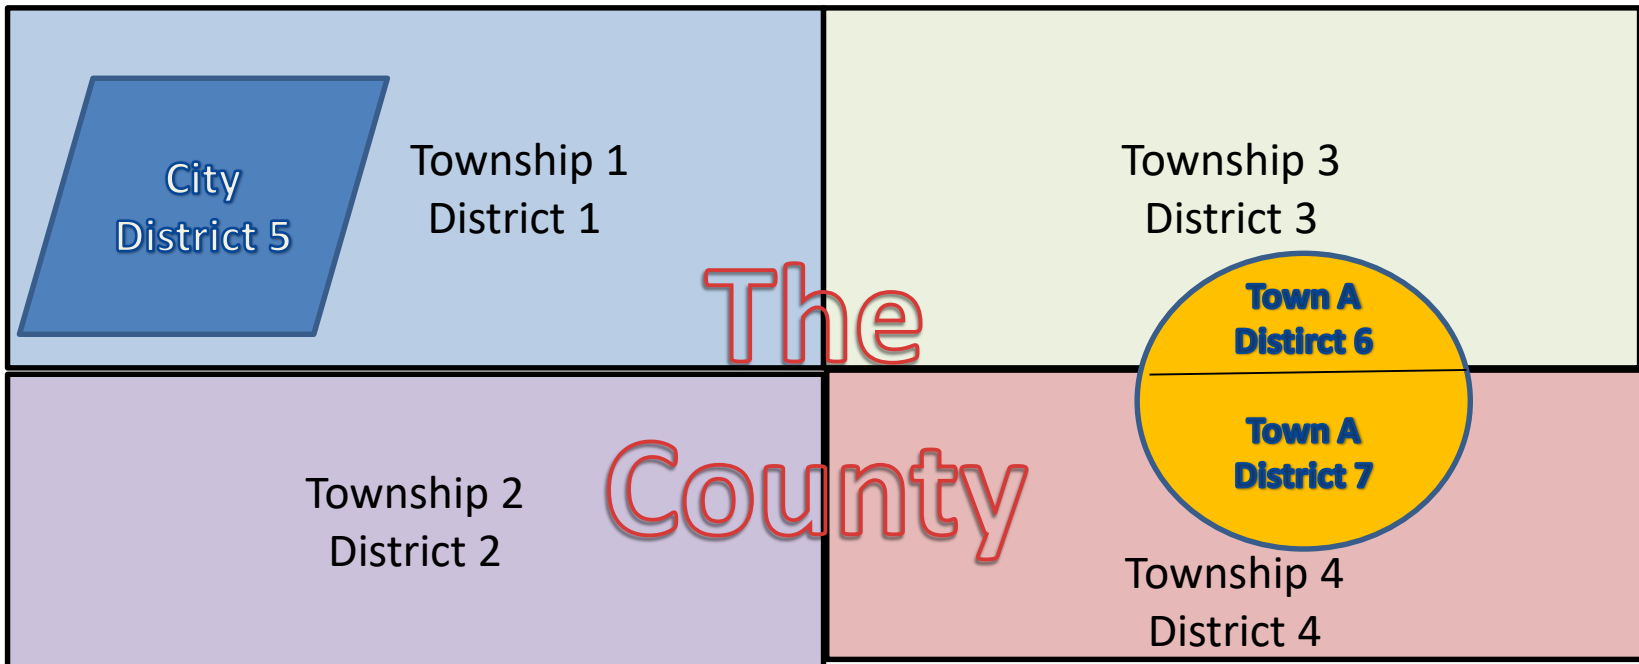 City
District 5
Township 1
District 1
Township 3
District 3
The
County
Town A
Distirct 6
Town A
District 7
Township 2
District 2
Township 4
District 4